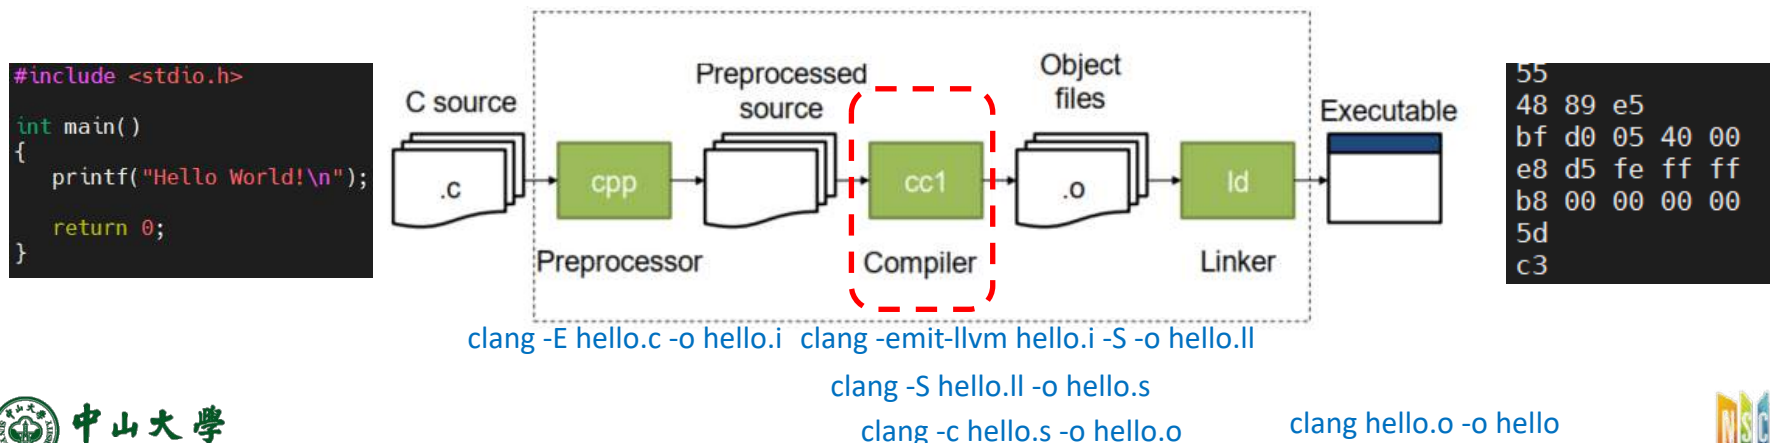 #include <stdio.h>
int main()
{
printf("Hello World!\n");
return 0;
}
C source
.c
cpp
Preprocessor
Preprocessed
source
cc1
Compiler
Object
files
.o
ld
Linker
Executable
55
48 89 e5
bf d0 05 40 00
e8 d5 fe ff ff
b8 00 00 00 00
5d
c3
clang -E hello.c -o hello.i
clang -emit-llvm hello.i -S -o hello.ll
clang -S hello.ll -o hello.s
clang -c hello.s -o hello.o
clang hello.o -o hello
中山大學
NSC